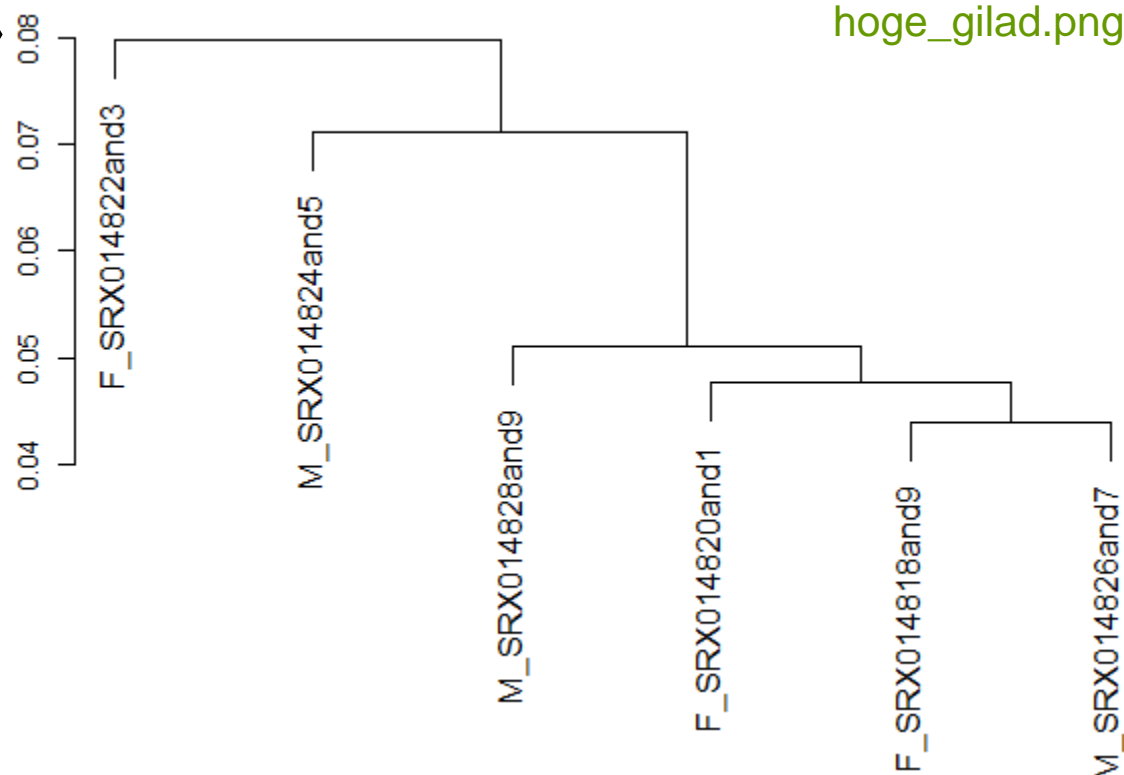 hoge_gilad.png
0.08
0.07
0.06
0.05
0.04
F_SRX014822and3
M_SRX014824and5
M_SRX014828and9
F_SRX014820and1
F_SRX014818and9
M_SRX014826and7